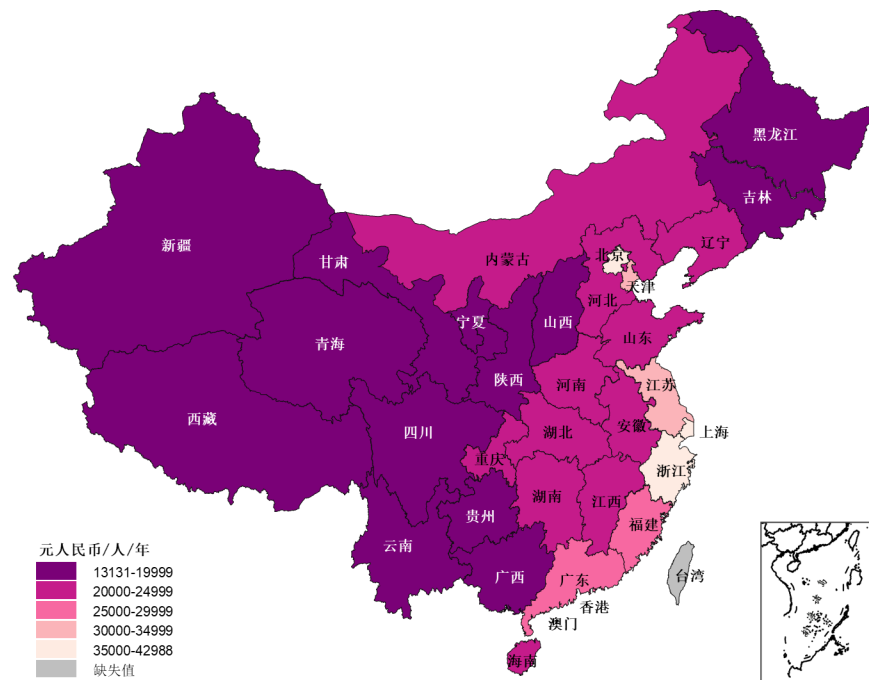 黑龙江
吉林
新疆
辽宁
甘肃
内蒙古
北京
天津
河北
宁夏
山西
青海
山东
陕西
河南
江苏
西藏
四川
湖北
安徽
上海
重庆
浙江
湖南
江西
贵州
福建
云南
广西
广东
台湾
香港
澳门
海南
元人民币/人/年
13131-19999
20000-24999
25000-29999
30000-34999
35000-42988
缺失值